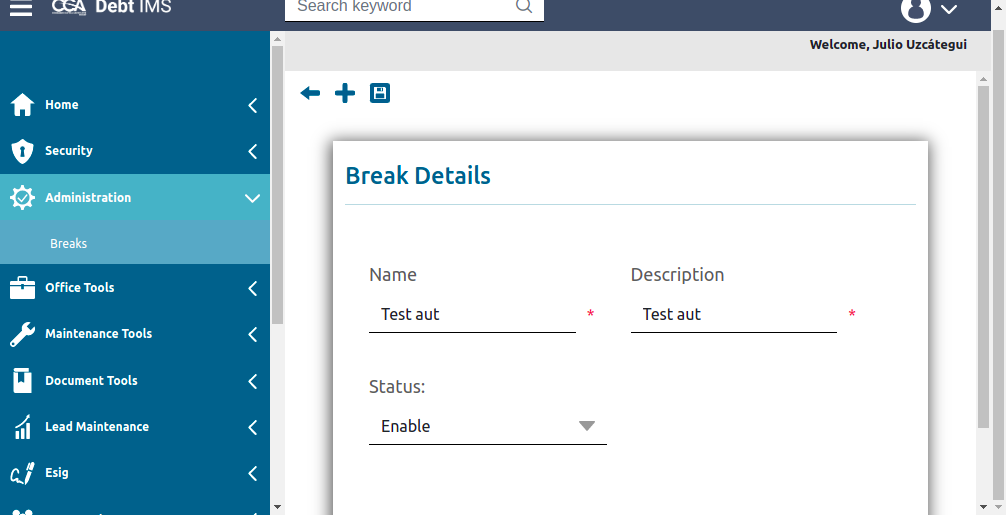 CCA Debt IMS
Search keyword
Welcome, Julio Uzcátegui
Home
Security
Administration
Breaks
Office Tools
Maintenance Tools
Document Tools
Lead Maintenance
Esig
Break Details
Name
Description
Test aut *
Test aut *
Status:
Enable